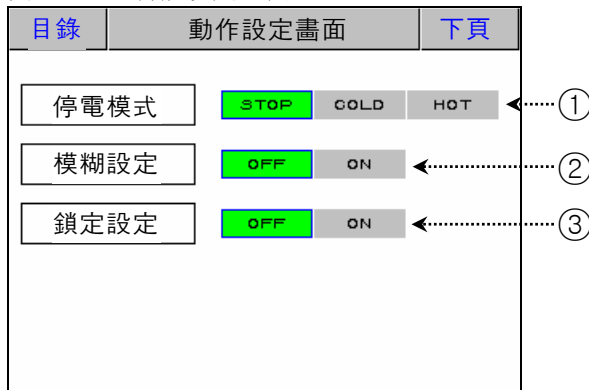 目錄 動作設定畫面 下頁
停電模式 STOP COLD HOT ①
模糊設定 OFF ON ②
鎖定設定 OFF ON ③